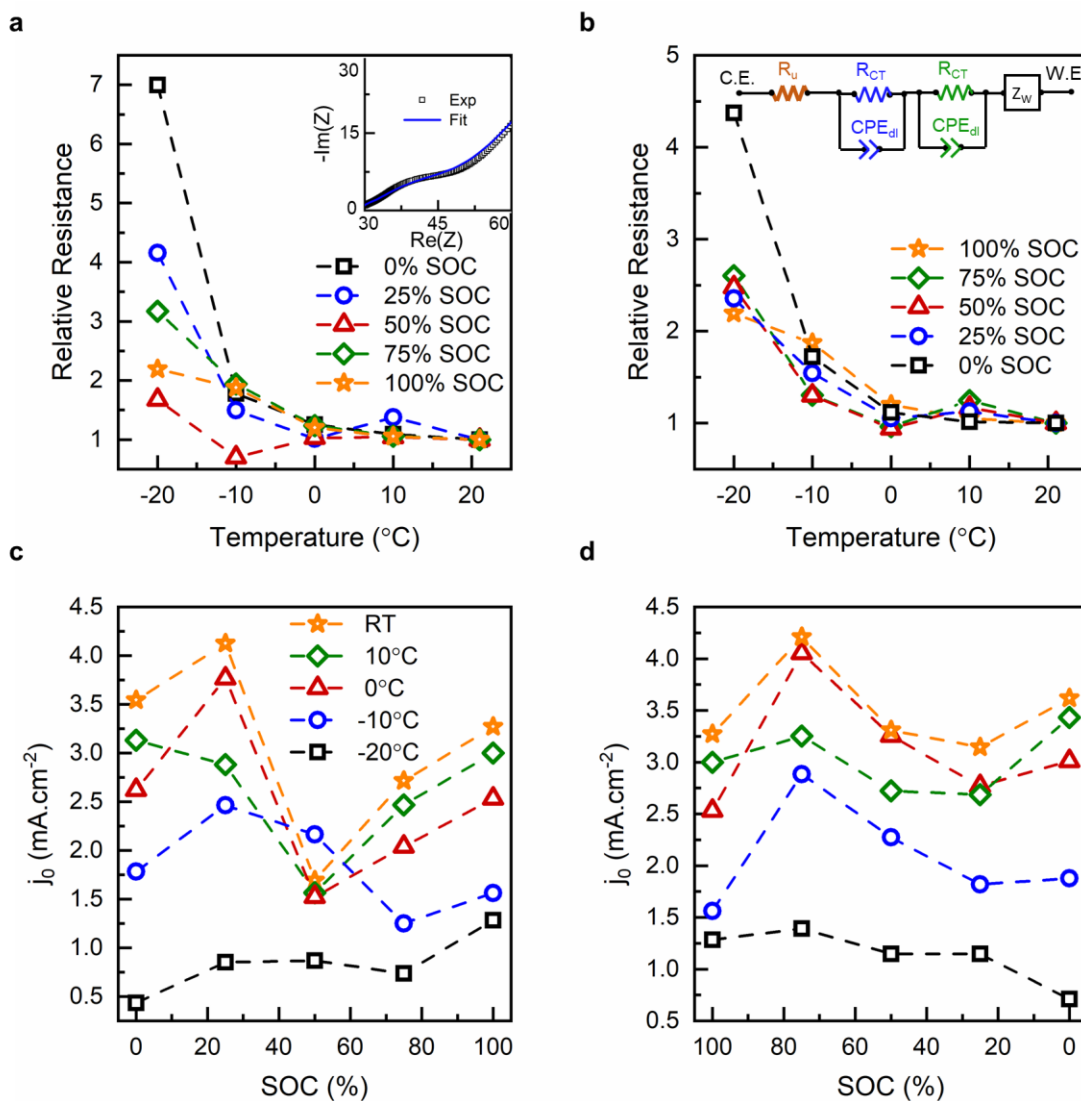 a
7
6
5
4
3
2
1
Relative Resistance
-20
-10
0
10
20
Temperature (°C)
30
15
0
-Im(Z)
Exp
Fit
30
45
60
Re(Z)
0% SOC
25% SOC
50% SOC
75% SOC
100% SOC
b
5
4
3
2
1
Relative Resistance
-20
-10
0
10
20
Temperature (°C)
C.E.
Ru
RCT
RCT
W.E
CPEdl
CPEdl
ZW
100% SOC
75% SOC
50% SOC
25% SOC
0% SOC
c
4.5
4.0
3.5
3.0
2.5
2.0
1.5
1.0
0.5
j0 (mA.cm-2)
RT
10°C
0°C
-10°C
-20°C
0
20
40
60
80
100
SOC (%)
d
4.5
4.0
3.5
3.0
2.5
2.0
1.5
1.0
0.5
j0 (mA.cm-2)
100
80
60
40
20
0
SOC (%)